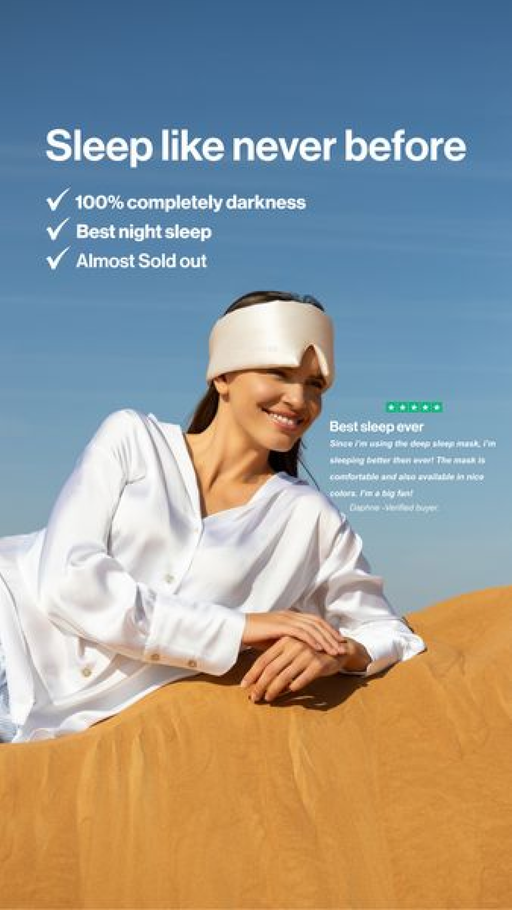 Sleep like never before
100% completely darkness
Best night sleep
Almost Sold out
Best sleep ever
Since i'm using the deep sleep mask, i'm
sleeping better then ever! The mask is
comfortable and also available in nice
colors. I'm a big fan!
Daphne -Verified buyer.